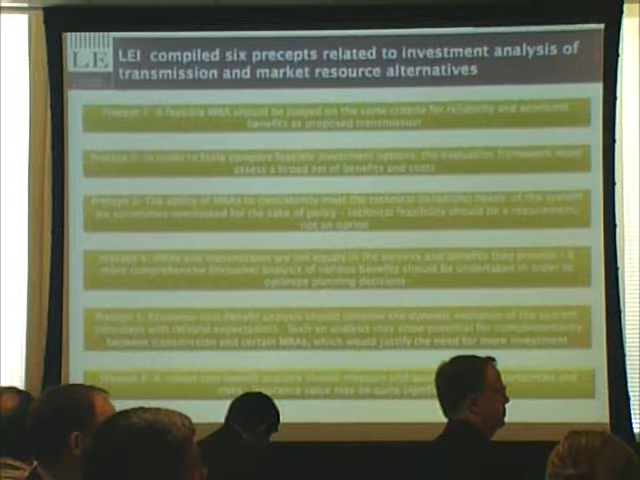 LE
LEI compiled six precepts related to investment analysis of
transmission and market resource alternatives
Precept 1: A feasible MRA should be judged on the same criteria for reliability and economic
benefits as proposed transmission
Precept 2: In order to fully compare feasible investment options, the evaluation framework must
assess a broad list of benefits and costs
Precept 3: The ability of MRAs to consistently meet the technical (reliability) needs of the system
are sometimes overlooked for the sake of policy - technical feasibility should be a requirement,
not an option
Precept 4: MRAs and transmission are not equals in the services and benefits they provide - a
more comprehensive (inclusive) analysis of various benefits should be undertaken in order to
optimize planning decisions
Precept 5: Economic cost-benefit analysis should consider the dynamic evolution of the system
consistent with rational expectations. Such an analysis may show potential for complementarity
between transmission and certain MRAs, which would justify the need for more investment
Precept 6: A
value may be quite